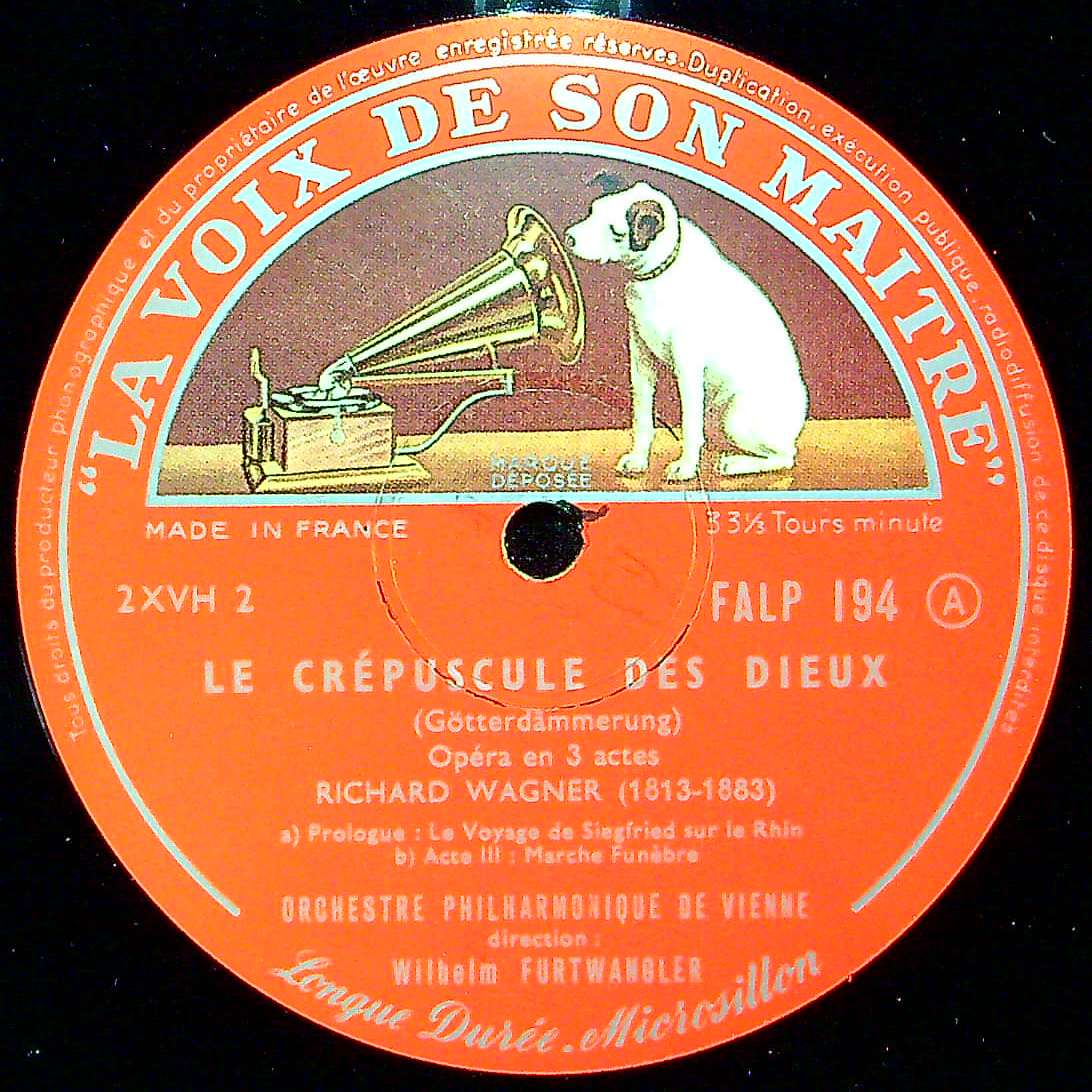 Tous droits du producteur phonographique et du propriétaire de l'œuvre enregistrée réservés. Duplication, exécution publique, radiodiffusion de ce disque interdites
“LA VOIX DE SON MAITRE”
MARQUE
DÉPOSÉE
MADE IN FRANCE
33⅓ Tours minute
2XVH 2
FALP 194 A
LE CRÉPUSCULE DES DIEUX
(Götterdämmerung)
Opéra en 3 actes
RICHARD WAGNER (1813-1883)
a) Prologue : Le Voyage de Siegfried sur le Rhin
b) Acte III : Marche Funèbre
ORCHESTRE PHILHARMONIQUE DE VIENNE
direction :
Wilhelm FURTWANGLER
Longue Durée. Microsillon